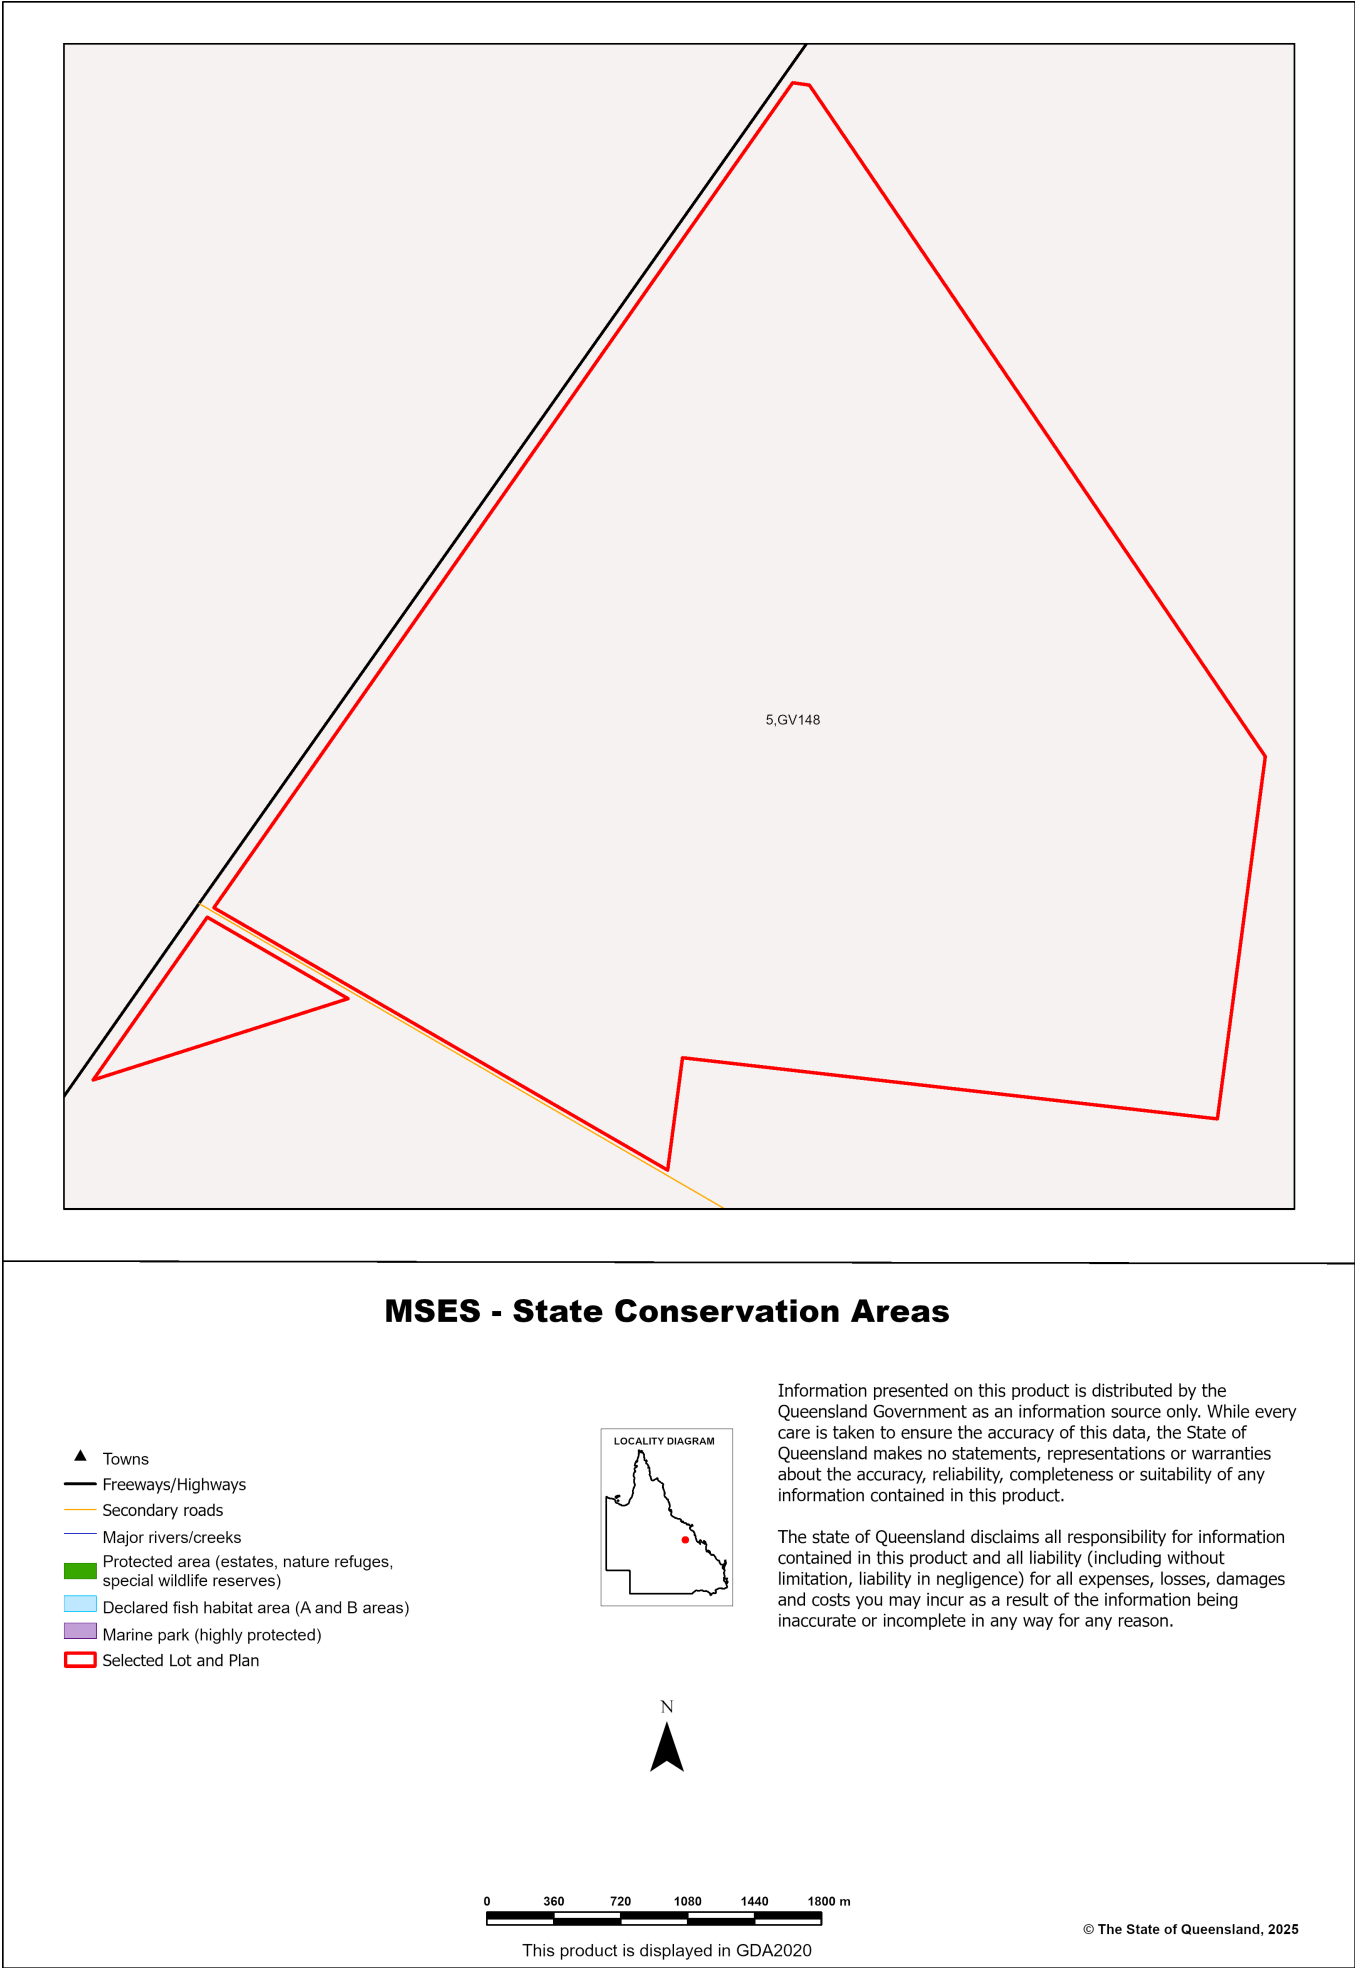 5,GV148
MSES - State Conservation Areas
Towns
Freeways/Highways
Secondary roads
Major rivers/creeks
Protected area (estates, nature refuges,
special wildlife reserves)
Declared fish habitat area (A and B areas)
Marine park (highly protected)
Selected Lot and Plan
LOCALITY DIAGRAM
Information presented on this product is distributed by the
Queensland Government as an information source only. While every
care is taken to ensure the accuracy of this data, the State of
Queensland makes no statements, representations or warranties
about the accuracy, reliability, completeness or suitability of any
information contained in this product.
The state of Queensland disclaims all responsibility for information
contained in this product and all liability (including without
limitation, liability in negligence) for all expenses, losses, damages
and costs you may incur as a result of the information being
inaccurate or incomplete in any way for any reason.
N
0 360 720 1080 1440 1800 m
This product is displayed in GDA2020
© The State of Queensland, 2025